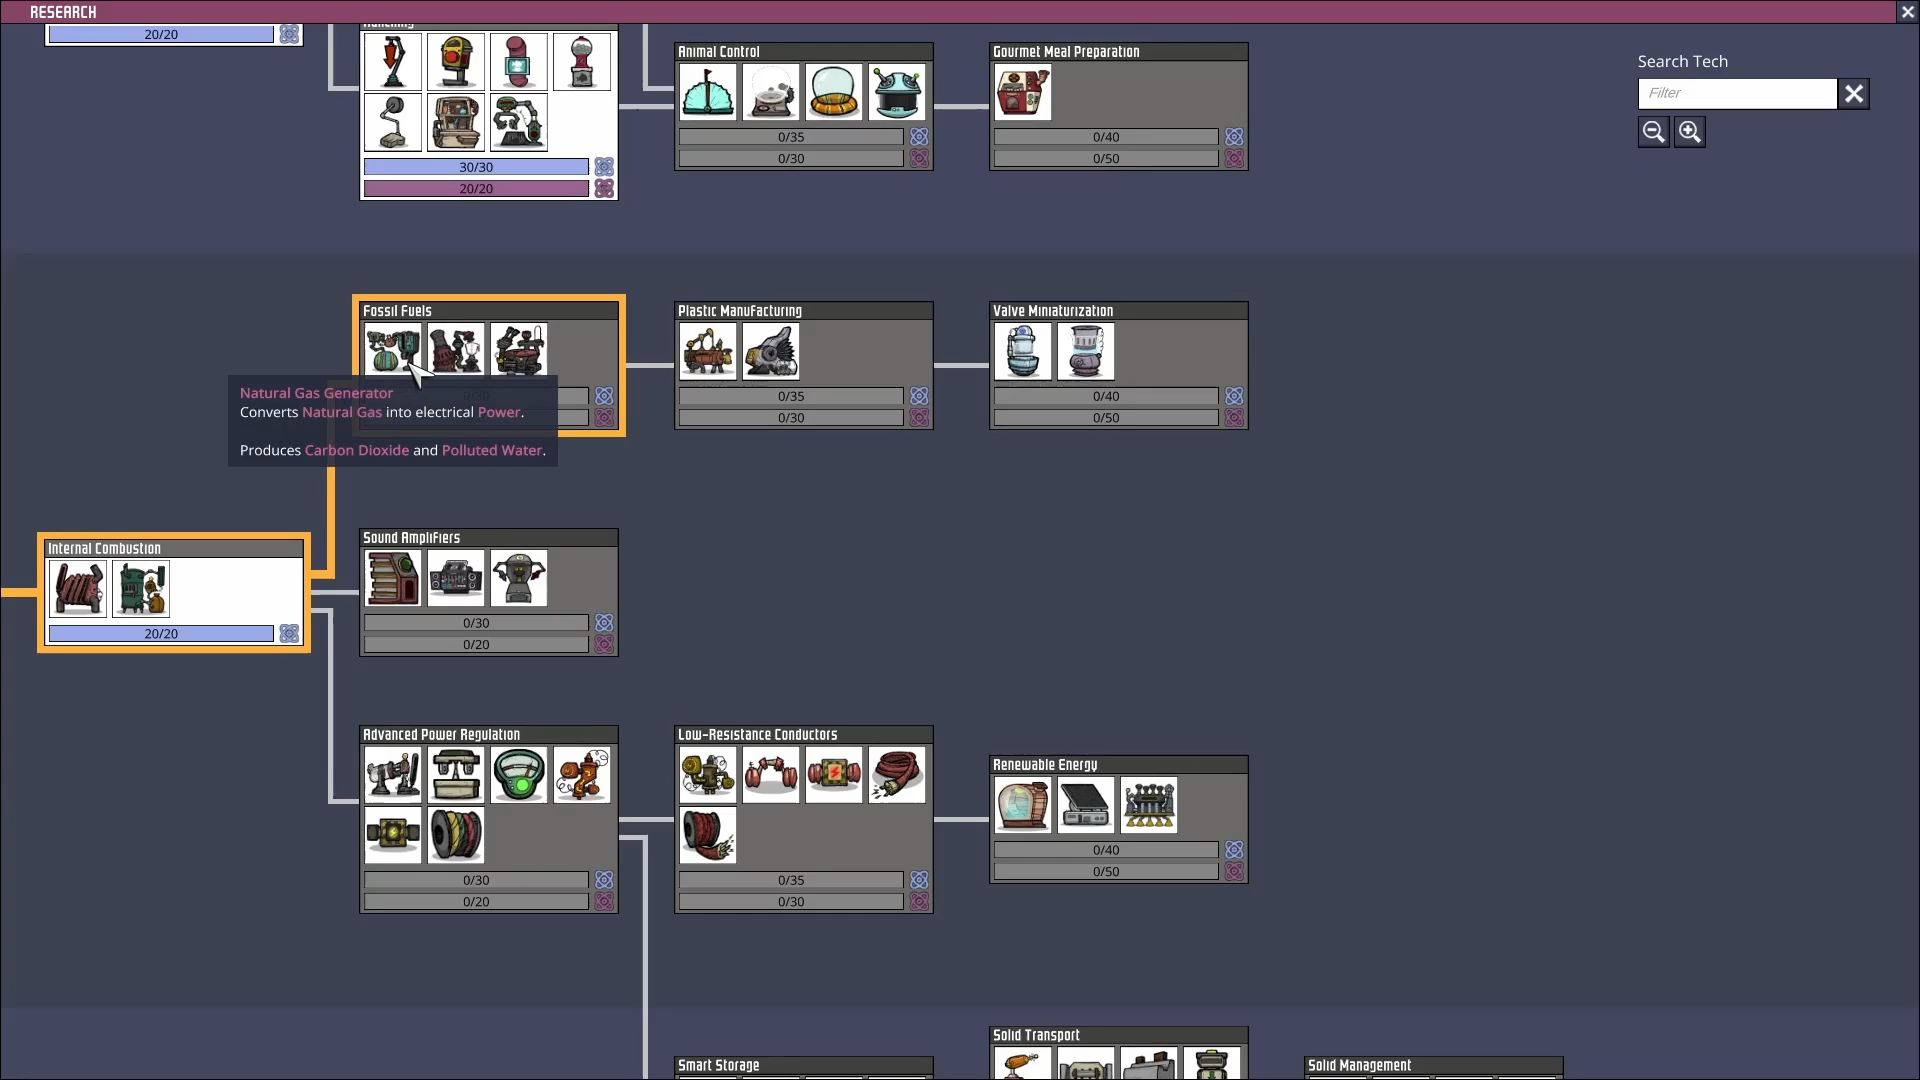 RESEARCH
20/20
Animal Control
Gourmet Meal Preparation
Search Tech
Filter
0/35
0/40
0/30
0/50
30/30
20/20
Fossil Fuels
Plastic Manufacturing
Valve Miniaturization
Natural Gas Generator
Converts Natural Gas into electrical Power.
Produces Carbon Dioxide and Polluted Water.
0/35
0/40
0/30
0/50
Internal Combustion
20/20
Sound Amplifiers
0/30
0/20
Advanced Power Regulation
Low-Resistance Conductors
Renewable Energy
0/40
0/50
0/30
0/35
0/20
0/30
Solid Transport
Smart Storage
Solid Management